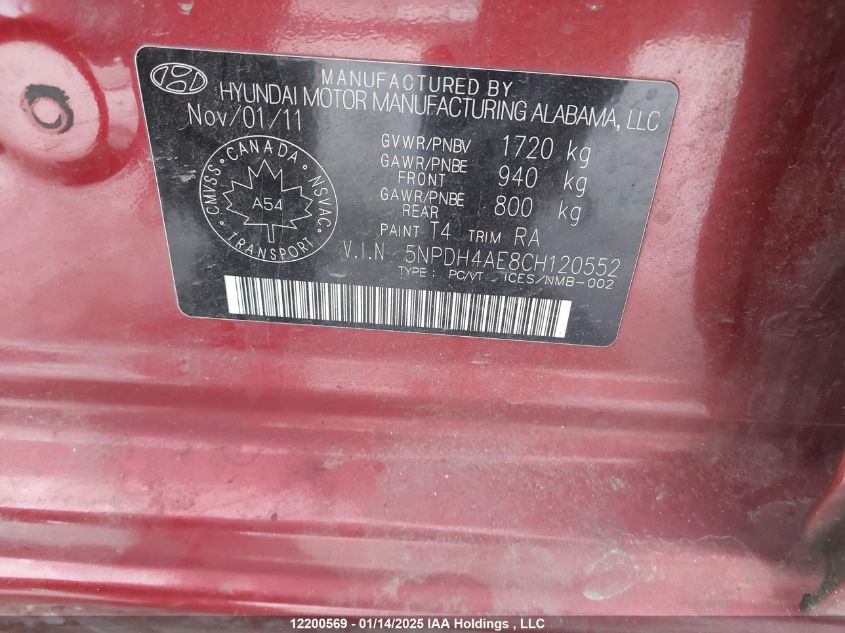 MANUFACTURED BY
HYUNDAI MOTOR MANUFACTURING ALABAMA, LLC
Nov/01/11
GVWR/PNBV 1720 kg
GAWR/PNBE FRONT 940 kg
GAWR/PNBE REAR 800 kg
PAINT T4 TRIM RA
V.I.N 5NPDH4AE8CH120552
TYPE : PC/VT ICES/NMB-002
CANADA
CMVSS NSVAC
A54
TRANSPORT
12200569 - 01/14/2025 IAA Holdings , LLC